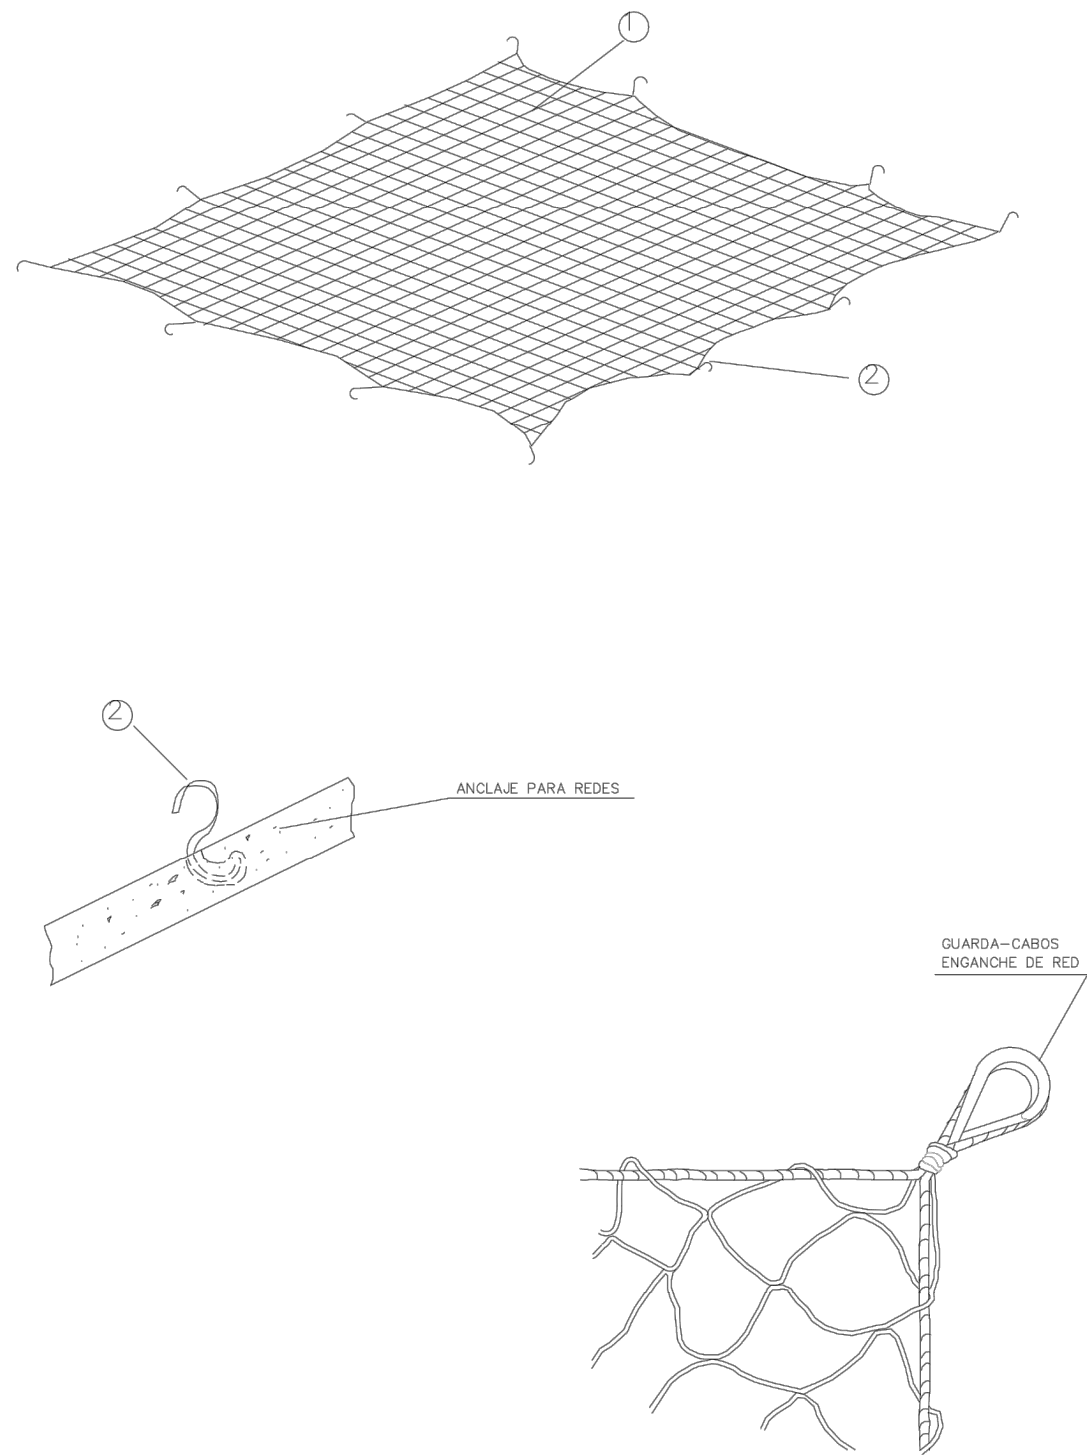 1
2
2
ANCLAJE PARA REDES
GUARDA-CABOS
ENGANCHE DE RED